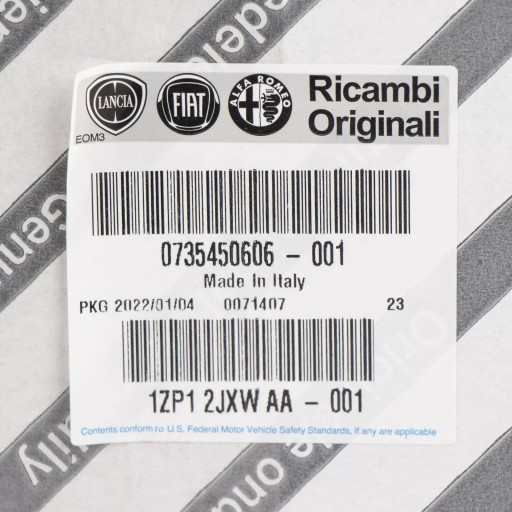 LANCIA
FIAT
ALFA ROMEO
Ricambi
Originali
EOM3
0735450606 - 001
Made In Italy
PKG 2022/01/04 0071407 23
1ZP1 2JXW AA - 001
Contents conform to U.S. Federal Motor Vehicle Safety Standards, if any are applicable